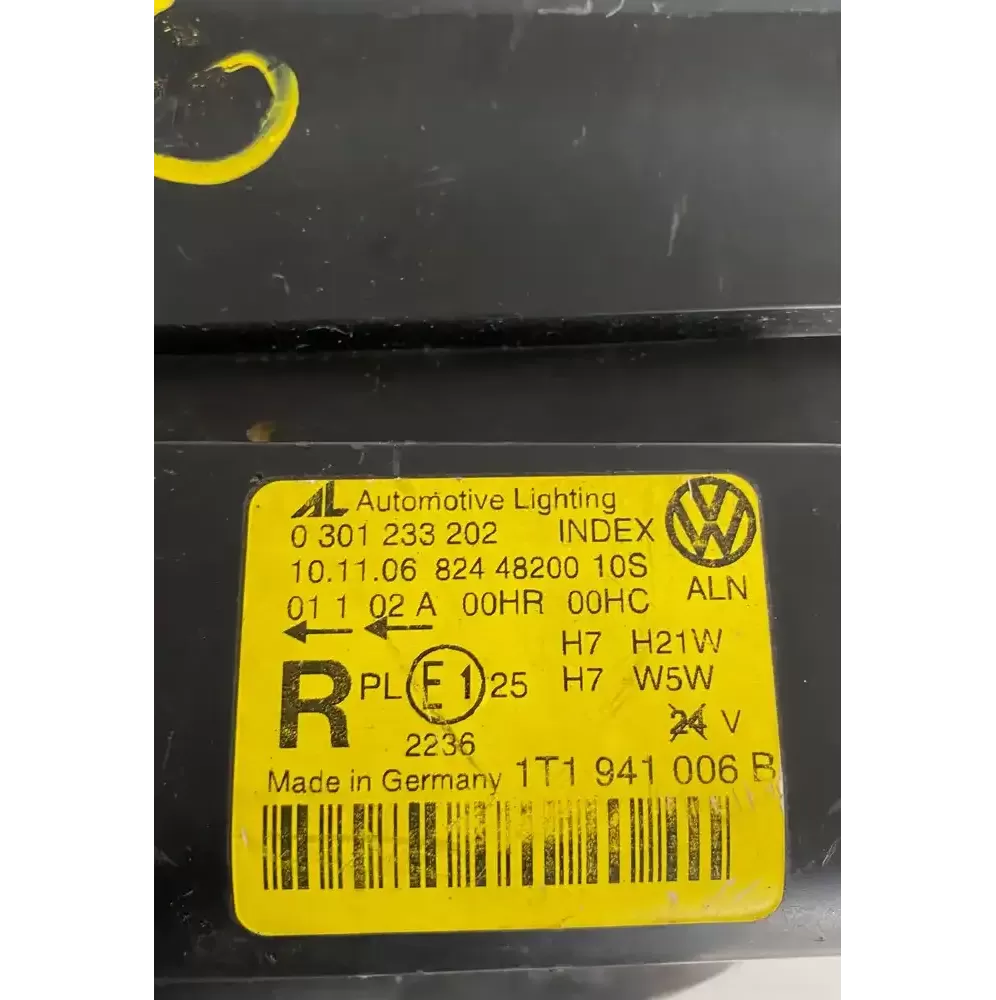 AL Automotive Lighting
0 301 233 202 INDEX
10.11.06 824 48200 10S
ALN
01 1 02 A 00HR 00HC
H7 H21W
R PL E1 25 H7 W5W
24 V
2236
Made in Germany 1T1 941 006 B